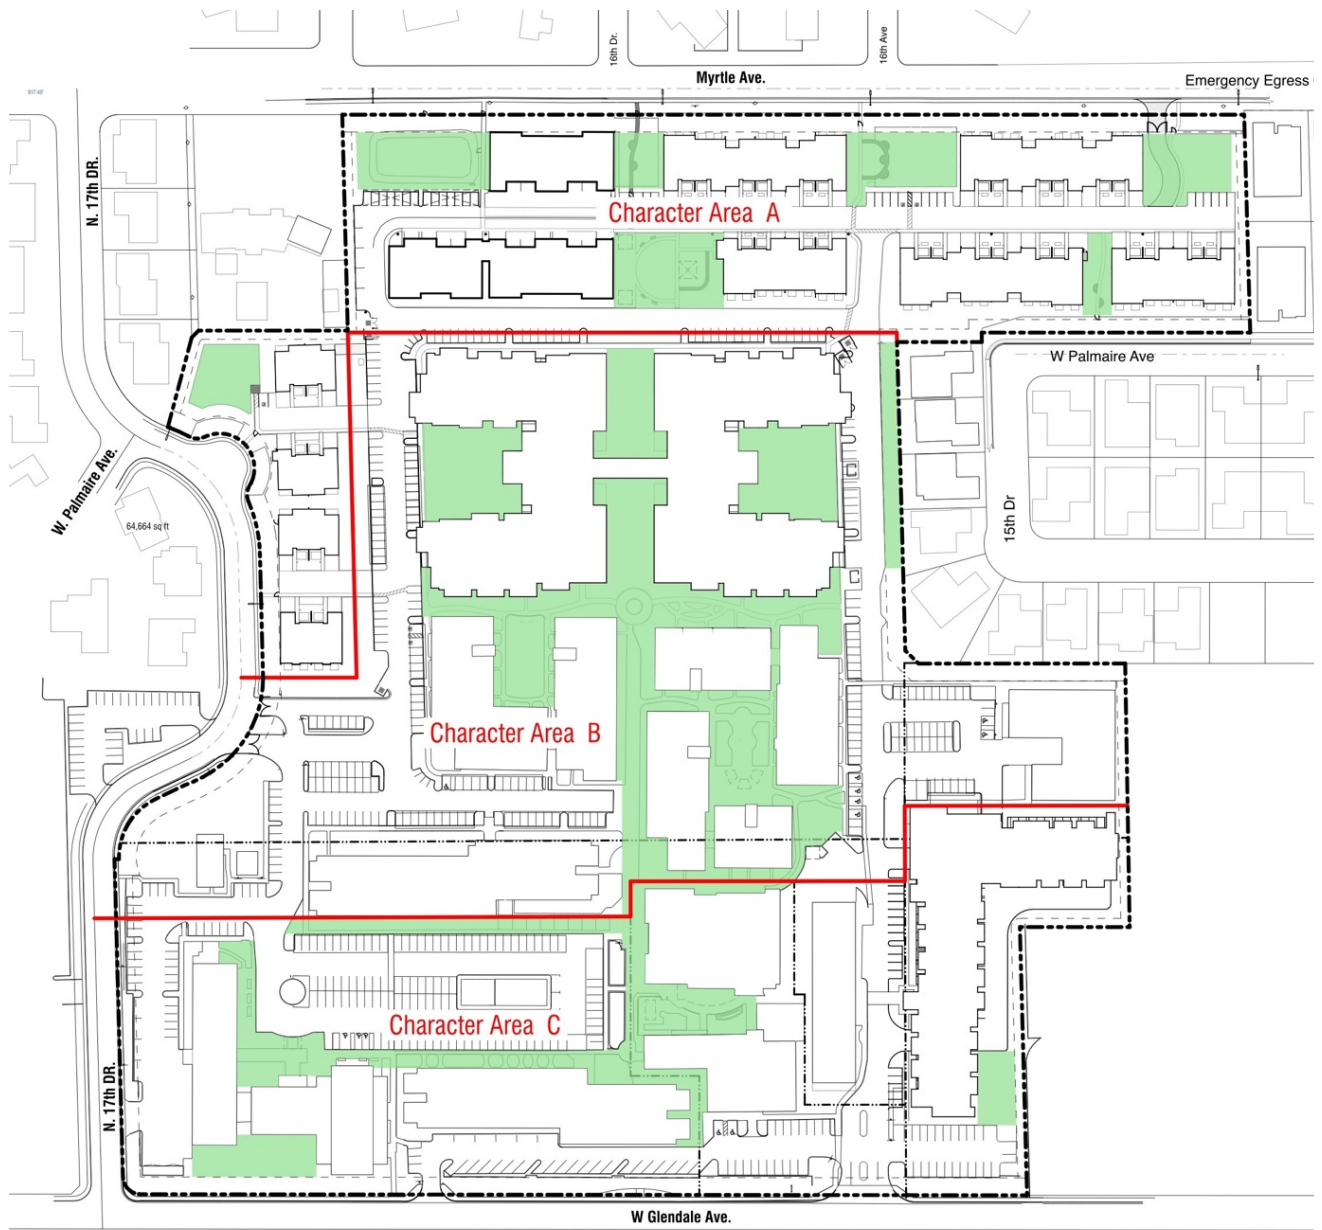 16th Dr.
16th Ave
Myrtle Ave.
Emergency Egress
N. 17th DR.
Character Area A
W Palmaire Ave
W. Palmaire Ave.
64,664 sq ft
15th Dr
Character Area B
Character Area C
N. 17th DR.
W Glendale Ave.